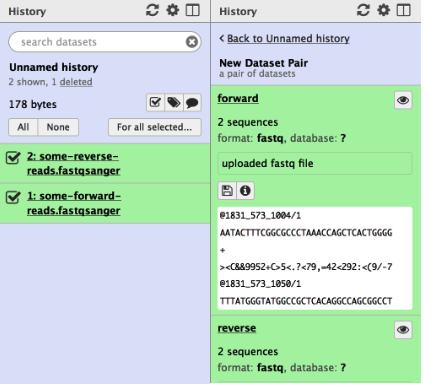 History
search datasets
Unnamed history
2 shown, 1 deleted
178 bytes
All None For all selected...
2: some-reverse-
reads.fastqsanger
1: some-forward-
reads.fastqsanger
History
< Back to Unnamed history
New Dataset Pair
a pair of datasets
forward
2 sequences
format: fastq, database: ?
uploaded fastq file
@1831_573_1004/1
AATACTTTCGGCGCCCTAAACCAGCTCACTGGGG
+
><C&&9952+C>5<.?<79,=42<292:<(9/-7
@1831_573_1050/1
TTTATGGGTATGGCCGCTCACAGGCCAGCGGCCT
reverse
2 sequences
format: fastq, database: ?